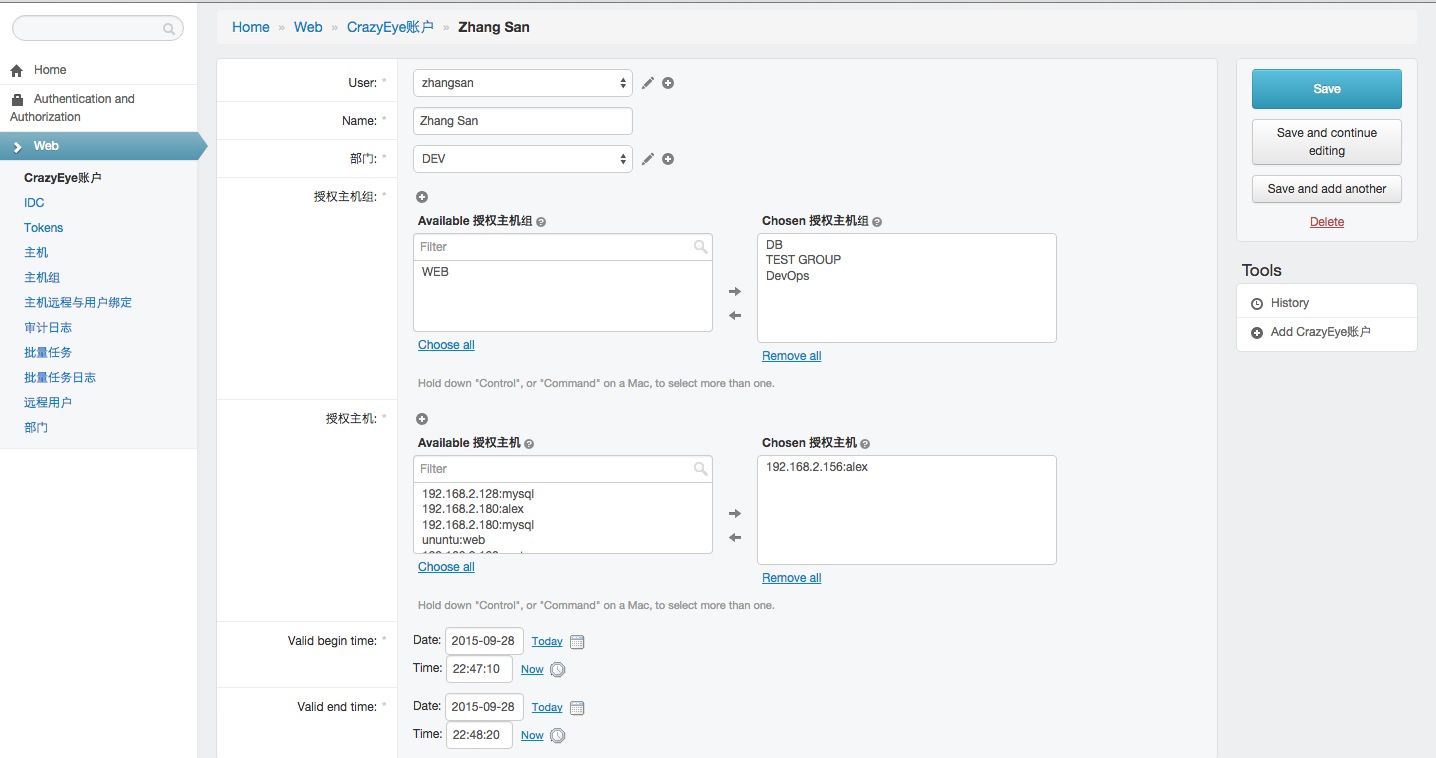 Home » Web » CrazyEye账户 » Zhang San
Home
Authentication and
Authorization
Web
CrazyEye账户
IDC
Tokens
主机
主机组
主机远程与用户绑定
审计日志
批量任务
批量任务日志
远程用户
部门
User: *
zhangsan
Name: *
Zhang San
部门: *
DEV
授权主机组: *
Available 授权主机组
Filter
WEB
Choose all
Chosen 授权主机组
DB
TEST GROUP
DevOps
Remove all
Hold down "Control", or "Command" on a Mac, to select more than one.
授权主机: *
Available 授权主机
Filter
192.168.2.128:mysql
192.168.2.180:alex
192.168.2.180:mysql
ununtu:web
Choose all
Chosen 授权主机
192.168.2.156:alex
Remove all
Hold down "Control", or "Command" on a Mac, to select more than one.
Valid begin time: *
Date: 2015-09-28 Today
Time: 22:47:10 Now
Valid end time: *
Date: 2015-09-28 Today
Time: 22:48:20 Now
Save
Save and continue
editing
Save and add another
Delete
Tools
History
Add CrazyEye账户